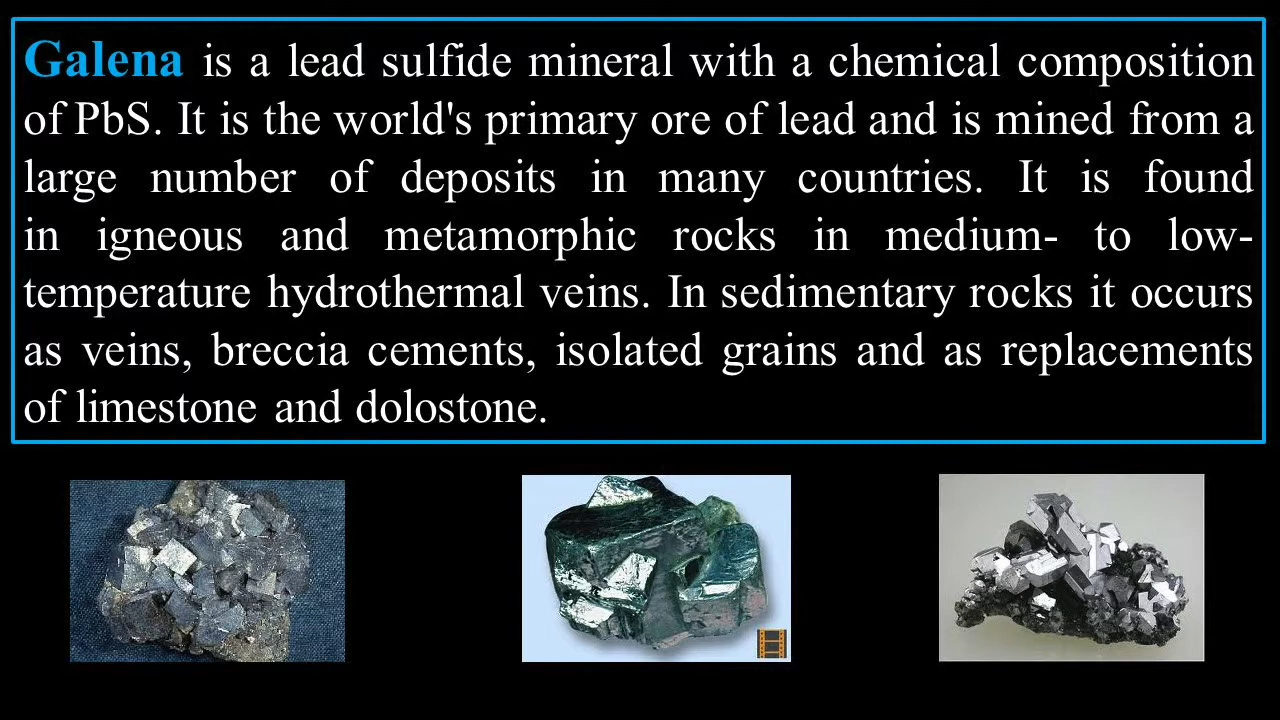 Galena is a lead sulfide mineral with a chemical composition
of PbS. It is the world's primary ore of lead and is mined from a
large number of deposits in many countries. It is found
in igneous and metamorphic rocks in medium- to low-
temperature hydrothermal veins. In sedimentary rocks it occurs
as veins, breccia cements, isolated grains and as replacements
of limestone and dolostone.